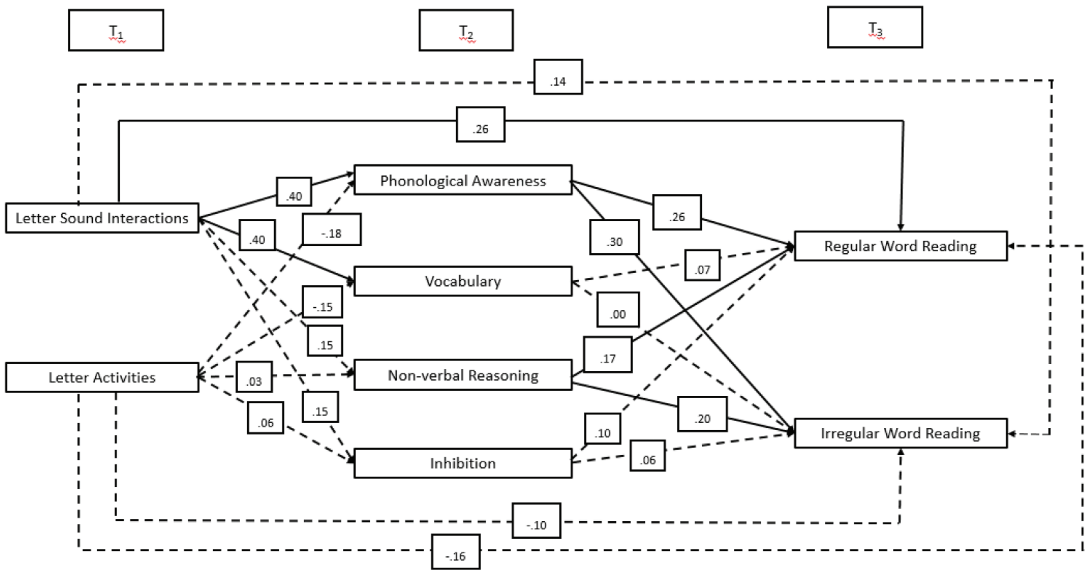 T1
T2
T3
.14
.26
Phonological Awareness
.40
Letter Sound Interactions
.26
-.18
.40
.30
Regular Word Reading
.07
Vocabulary
-.15
.00
.15
.17
Letter Activities
.03
Non-verbal Reasoning
.15
.20
.06
.10
Irregular Word Reading
.06
Inhibition
-.10
-.16